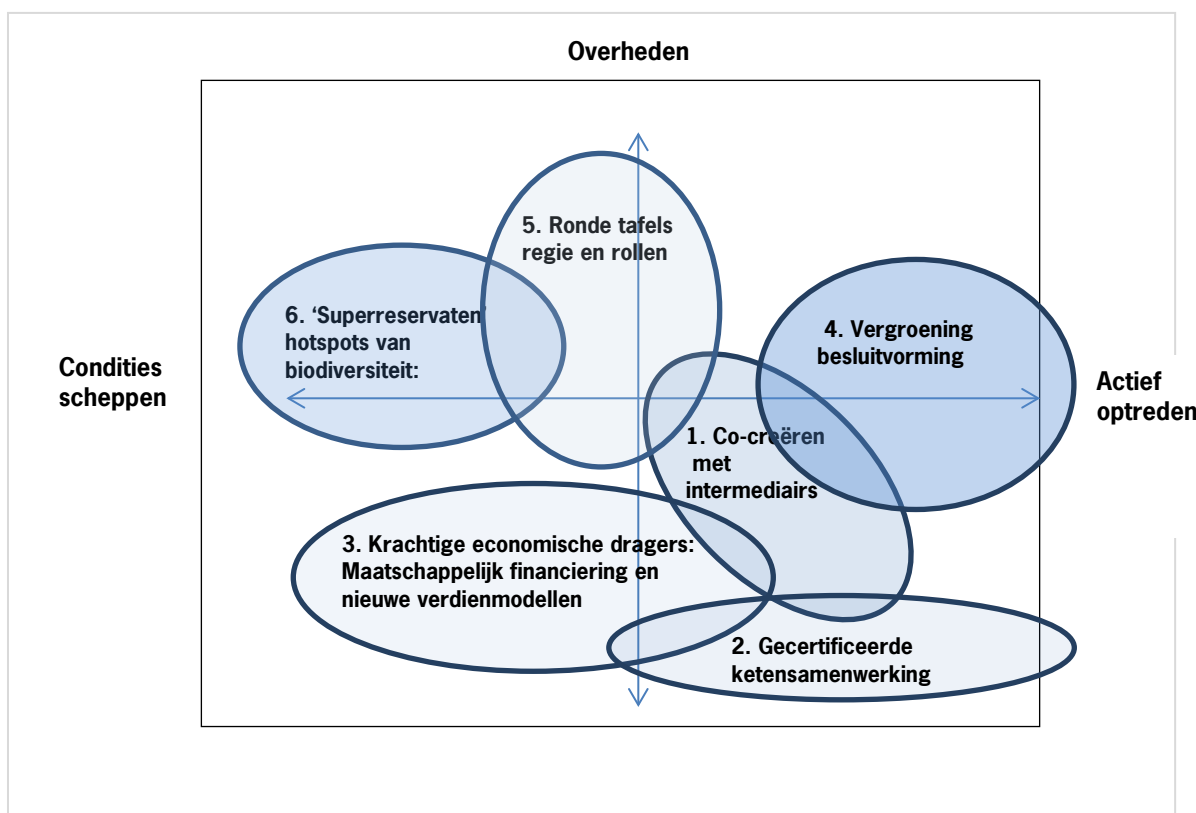 Overheden
5. Ronde tafels
regie en rollen
6. ‘Superreservaten’
hotspots van
biodiversiteit:
4. Vergroening
besluitvorming
Condities
scheppen
Actief
optreden
1. Co-creëren
met
intermediairs
3. Krachtige economische dragers:
Maatschappelijk financiering en
nieuwe verdienmodellen
2. Gecertificeerde
ketensamenwerking